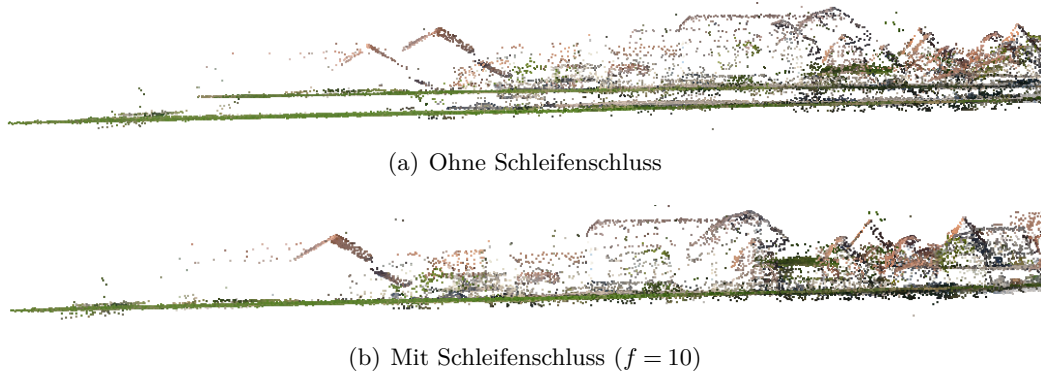 (a) Ohne Schleifenschluss
(b) Mit Schleifenschluss (f = 10)